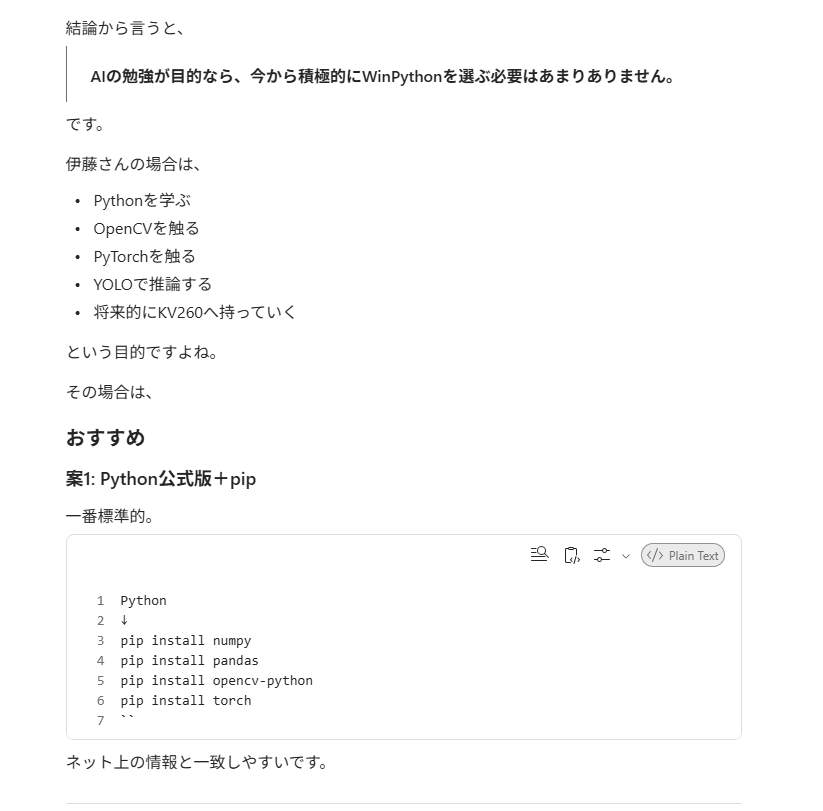 結論から言うと、
AIの勉強が目的なら、今から積極的にWinPythonを選ぶ必要はあまりありません。
です。
伊藤さんの場合は、
• Pythonを学ぶ
• OpenCVを触る
• PyTorchを触る
• YOLOで推論する
• 将来的にKV260へ持っていく
という目的ですよね。
その場合は、
おすすめ
案1: Python公式版＋pip
一番標準的。
</> Plain Text
1 Python
2 ↓
3 pip install numpy
4 pip install pandas
5 pip install opencv-python
6 pip install torch
7 ``
ネット上の情報と一致しやすいです。